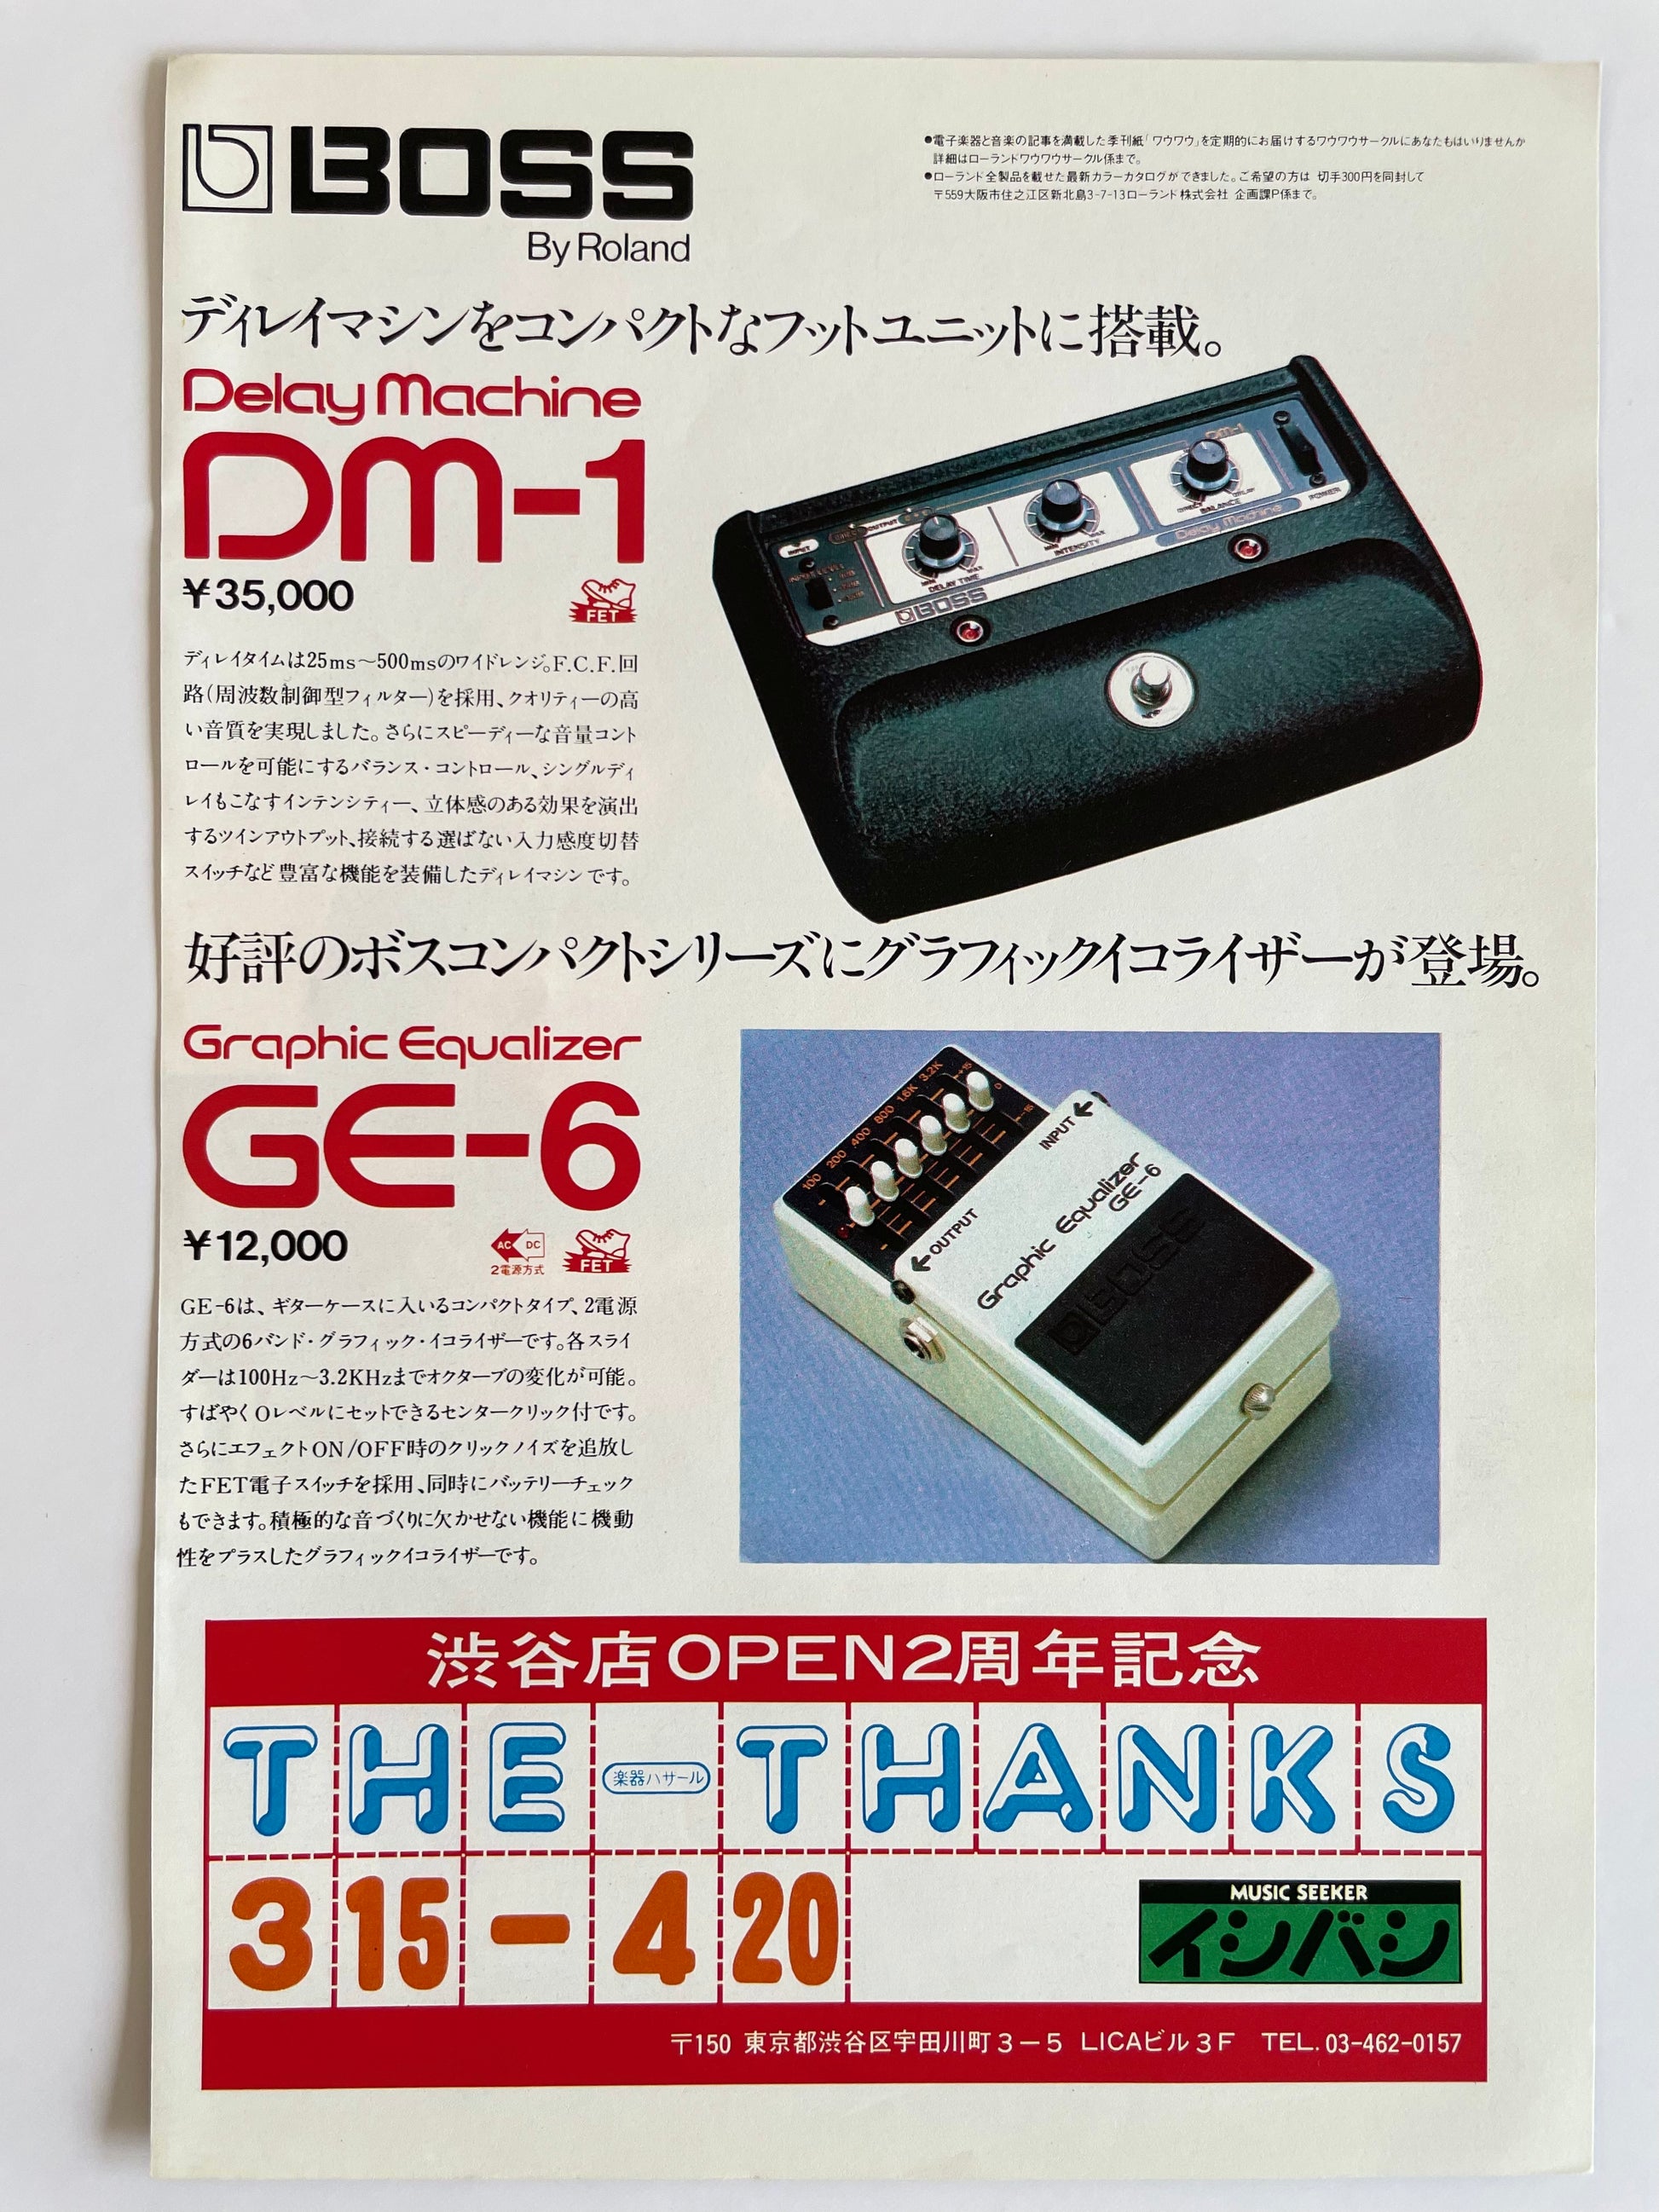 BOSS
By Roland
●電子楽器と音楽の記事を満載した季刊紙「ワウワウ」を定期的にお届けするワウワウサークルにあなたもはいりませんか
詳細はローランドワウワウサークル係まで。
●ローランド全製品を載せた最新カラーカタログができました。ご希望の方は 切手300円を同封して
〒559大阪市住之江区新北島3-7-13ローランド株式会社 企画課P係まで。
ディレイマシンをコンパクトなフットユニットに搭載。
Delay Machine
DM-1
¥35,000
FET
ディレイタイムは25ms〜500msのワイドレンジ。F.C.F.回
路(周波数制御型フィルター)を採用、クオリティーの高
い音質を実現しました。さらにスピーディーな音量コント
ロールを可能にするバランス・コントロール、シングルディ
レイもこなすインテンシティー、立体感のある効果を演出
するツインアウトプット、接続する選ばない入力感度切替
スイッチなど豊富な機能を装備したディレイマシンです。
INPUT
OUTPUT
INPUT LEVEL
MIN MAX
DELAY TIME
MIN MAX
INTENSITY
DM-1
DIRECT DELAY
BALANCE
POWER
Delay Machine
BOSS
好評のボスコンパクトシリーズにグラフィックイコライザーが登場。
Graphic Equalizer
GE-6
¥12,000
AC DC
2電源方式
FET
GE-6は、ギターケースに入いるコンパクトタイプ、2電源
方式の6バンド・グラフィック・イコライザーです。各スライ
ダーは100Hz〜3.2KHzまでオクターブの変化が可能。
すばやく0レベルにセットできるセンタークリック付です。
さらにエフェクトON/OFF時のクリックノイズを追放し
たFET電子スイッチを採用、同時にバッテリーチェック
もできます。積極的な音づくりに欠かせない機能に機動
性をプラスしたグラフィックイコライザーです。
100 200 400 800 1.6K 3.2K
+15
0
-15
INPUT
OUTPUT
Graphic Equalizer
GE-6
BOSS
渋谷店OPEN2周年記念
THE-THANKS
楽器ハザール
3 15 - 4 20
MUSIC SEEKER
イシバシ
〒150 東京都渋谷区宇田川町3-5 LICAビル3F TEL.03-462-0157